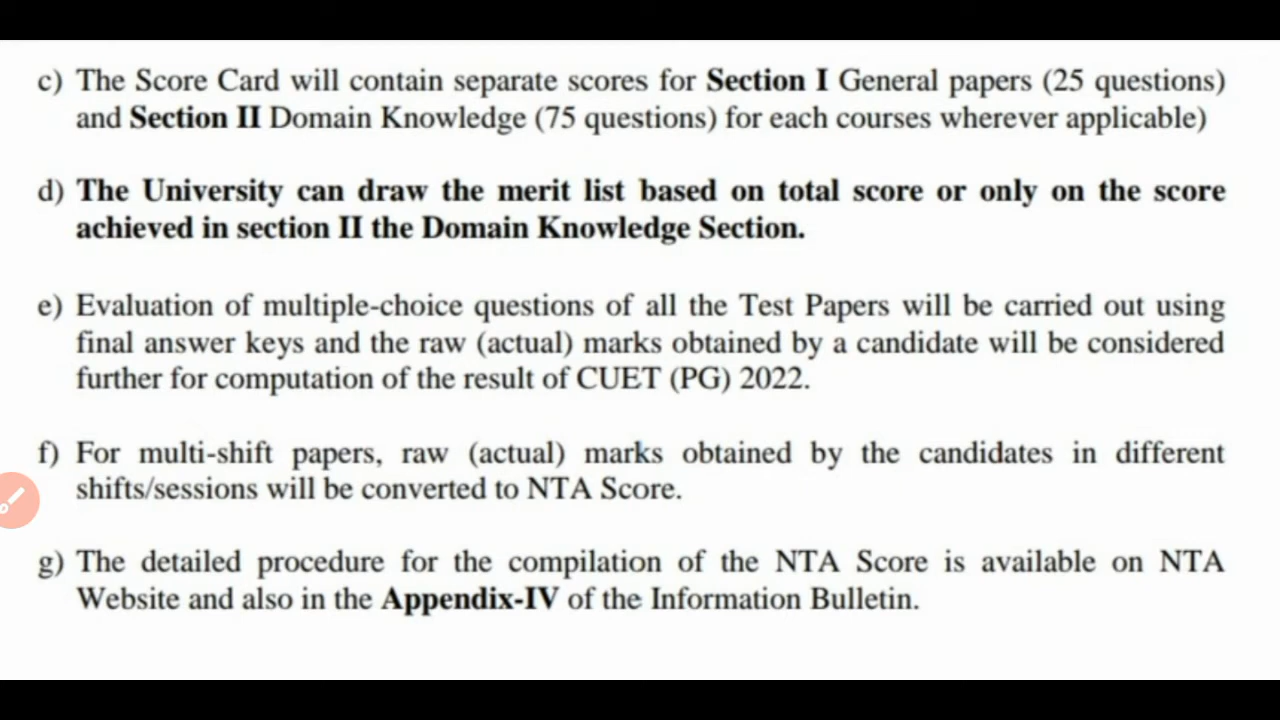 c) The Score Card will contain separate scores for Section I General papers (25 questions)
and Section II Domain Knowledge (75 questions) for each courses wherever applicable)
d) The University can draw the merit list based on total score or only on the score
achieved in section II the Domain Knowledge Section.
e) Evaluation of multiple-choice questions of all the Test Papers will be carried out using
final answer keys and the raw (actual) marks obtained by a candidate will be considered
further for computation of the result of CUET (PG) 2022.
f) For multi-shift papers, raw (actual) marks obtained by the candidates in different
shifts/sessions will be converted to NTA Score.
g) The detailed procedure for the compilation of the NTA Score is available on NTA
Website and also in the Appendix-IV of the Information Bulletin.